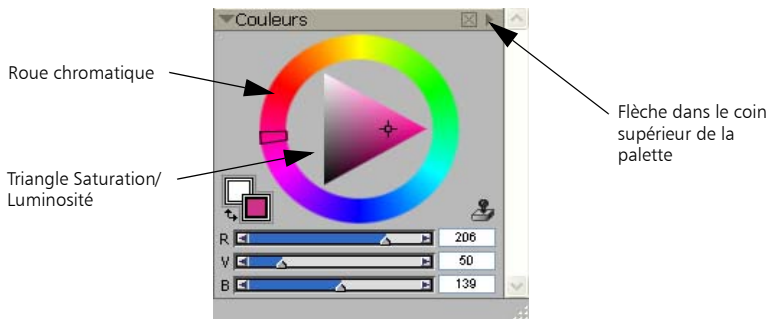 Couleurs
Roue chromatique
Flèche dans le coin
supérieur de la
palette
Triangle Saturation/
Luminosité
R 206
V 50
B 139